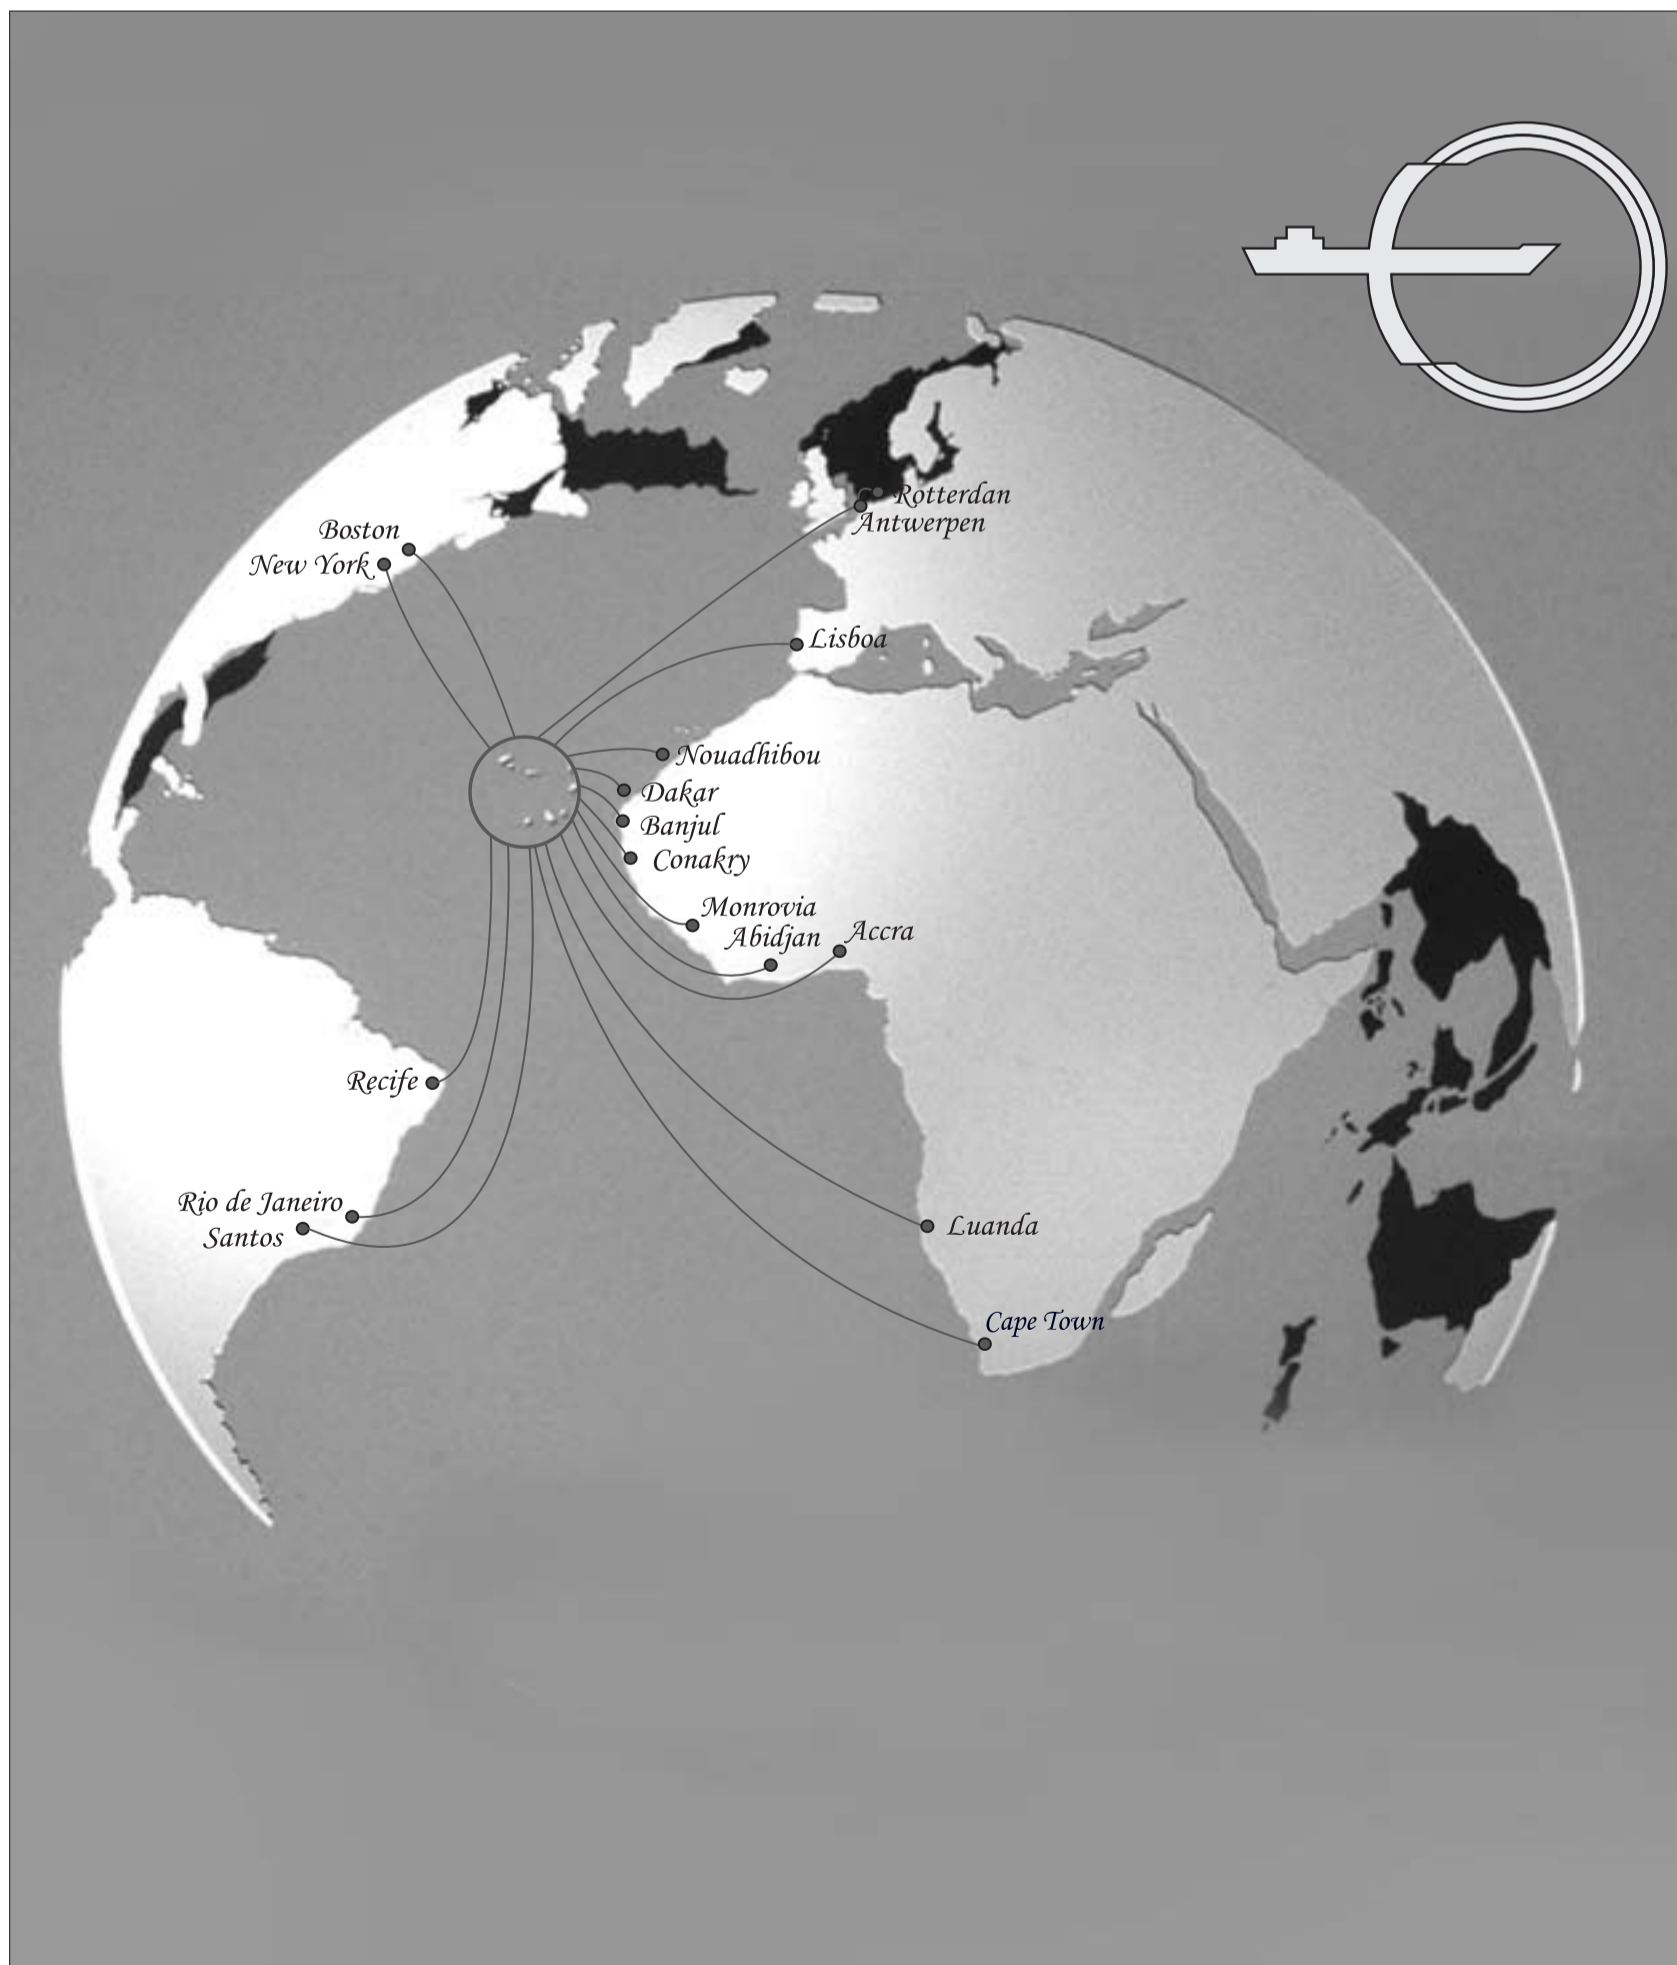 Rotterdan
Antwerpen
Boston
New York
Lisboa
Nouadhibou
Dakar
Banjul
Conakry
Monrovia
Abidjan
Accra
Recife
Rio de Janeiro
Santos
Luanda
Cape Town